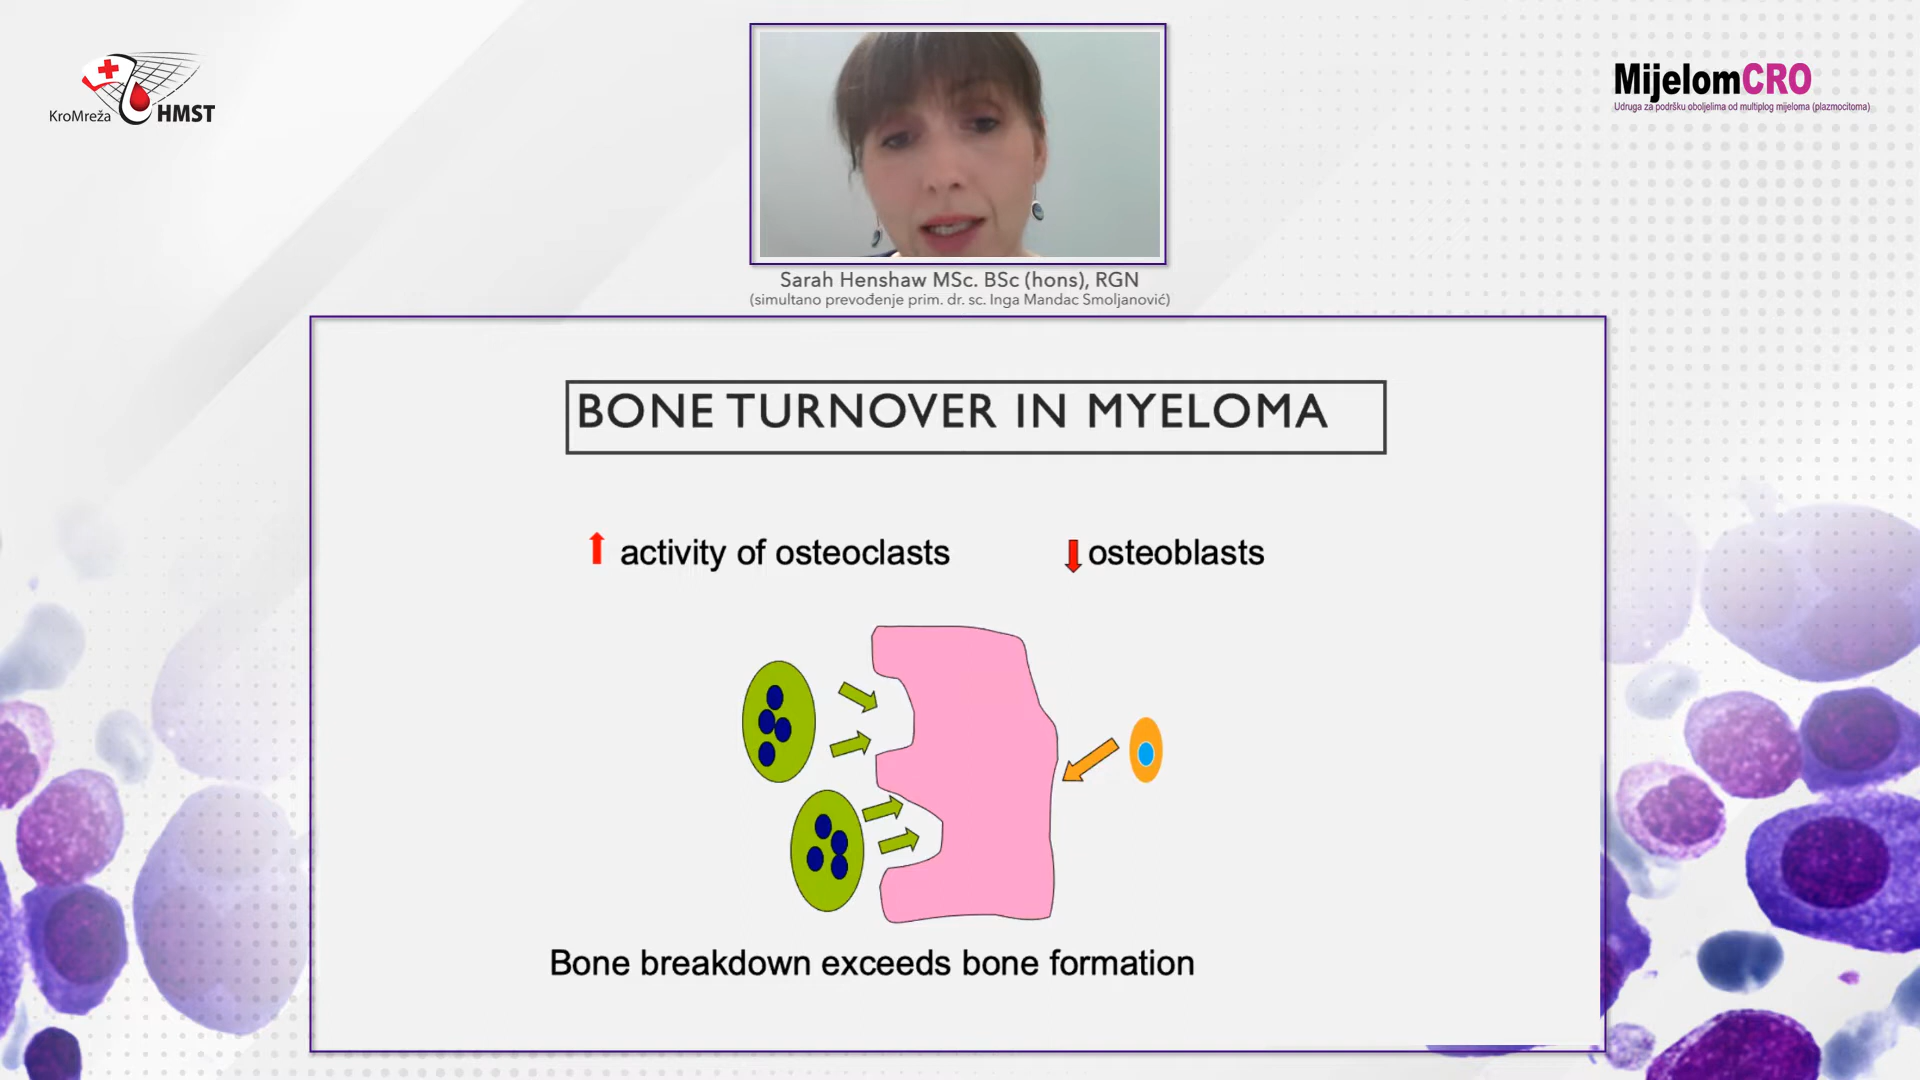 KroMreža HMST
MijelomCRO
Udruga za podršku oboljelima od multiplog mijeloma (plazmocitoma)
Sarah Henshaw MSc. BSc (hons), RGN
(simultano prevođenje prim. dr. sc. Inga Mandac Smoljanović)
BONE TURNOVER IN MYELOMA
activity of osteoclasts
osteoblasts
Bone breakdown exceeds bone formation